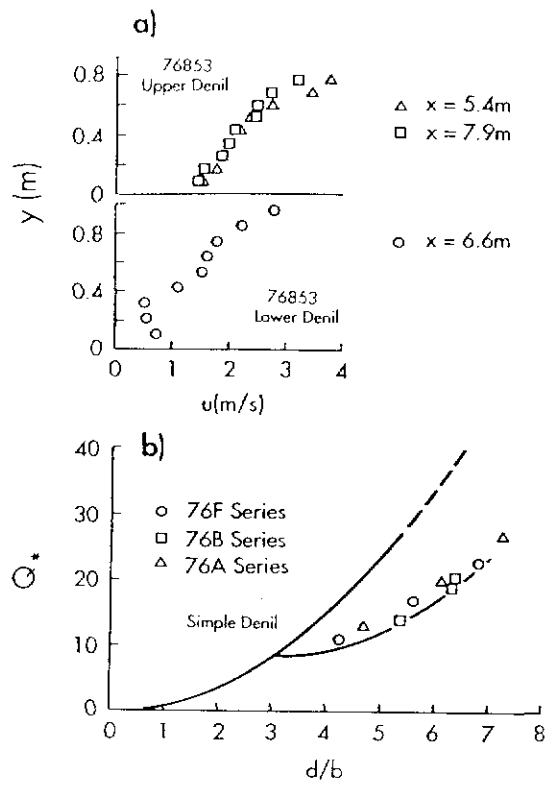 a)
76853
Upper Denil
0.8
0.4
0
△ x = 5.4m
□ x = 7.9m
y (m)
0.8
0.4
0
○ x = 6.6m
76853
Lower Denil
0 1 2 3 4
u(m/s)
b)
40
30
20
10
0
Q*
○ 76F Series
□ 76B Series
△ 76A Series
Simple Denil
0 1 2 3 4 5 6 7 8
d/b